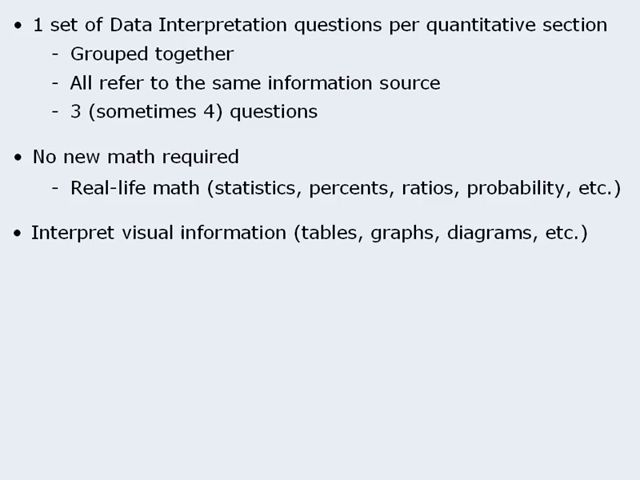 • 1 set of Data Interpretation questions per quantitative section
- Grouped together
- All refer to the same information source
- 3 (sometimes 4) questions
• No new math required
- Real-life math (statistics, percents, ratios, probability, etc.)
• Interpret visual information (tables, graphs, diagrams, etc.)